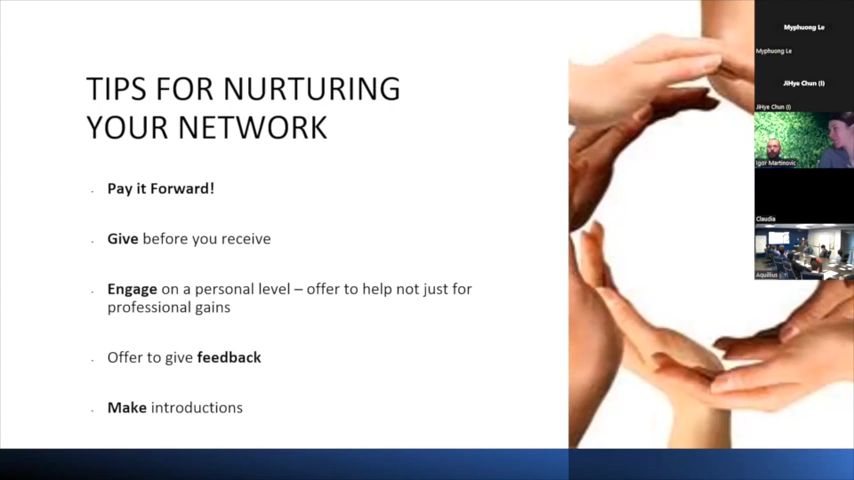 TIPS FOR NURTURING
YOUR NETWORK
Pay it Forward!
Give before you receive
Engage on a personal level – offer to help not just for
professional gains
Offer to give feedback
Make introductions
Myphuong Le
Myphuong Le
JiHye Chun (I)
JiHye Chun (I)
Igor Martinovic
Claudia
Aquillius